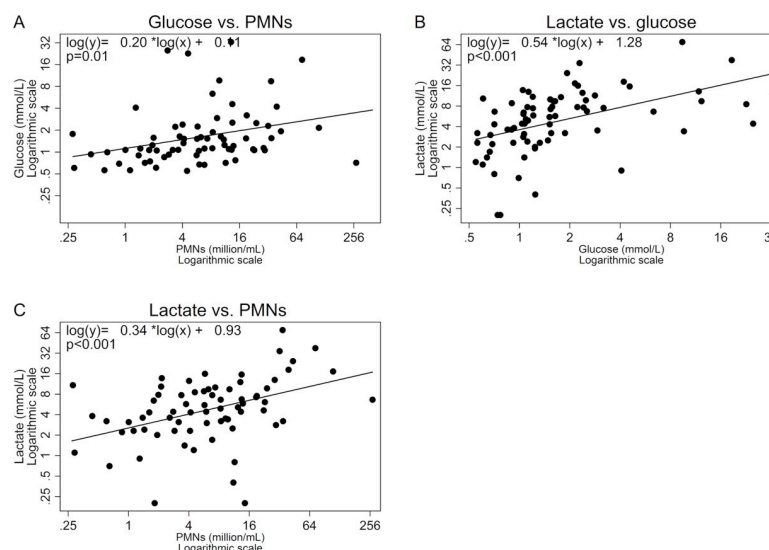 A
Glucose vs. PMNs
log(y)= 0.20 *log(x) + 0.11
p=0.01
Glucose (mmol/L)
Logarithmic scale
32
16
8
4
2
1
.5
.25
.25
1
4
16
64
256
PMNs (million/mL)
Logarithmic scale
B
Lactate vs. glucose
log(y)= 0.54 *log(x) + 1.28
p<0.001
Lactate (mmol/L)
Logarithmic scale
64
32
16
8
4
2
1
.5
.25
.5
1
2
4
8
16
Glucose (mmol/L)
Logarithmic scale
C
Lactate vs. PMNs
log(y)= 0.34 *log(x) + 0.93
p<0.001
Lactate (mmol/L)
Logarithmic scale
64
32
16
8
4
2
1
.5
.25
.25
1
4
16
64
256
PMNs (million/mL)
Logarithmic scale